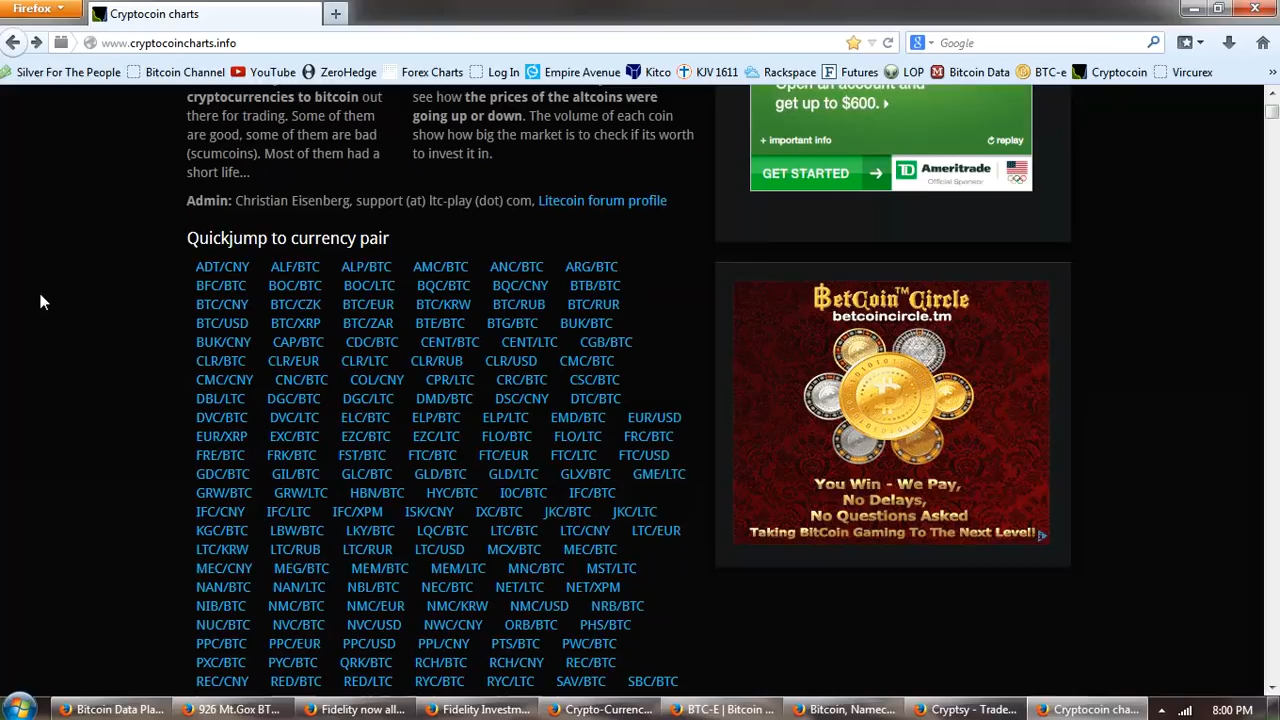 Firefox
Cryptocoin charts
www.cryptocoincharts.info
Google
Silver For The People Bitcoin Channel YouTube ZeroHedge Forex Charts Log In Empire Avenue Kitco KJV 1611 Rackspace Futures LOP Bitcoin Data BTC-e Cryptocoin Vircurex »
cryptocurrencies to bitcoin out
there for trading. Some of them
are good, some of them are bad
(scumcoins). Most of them had a
short life...
see how the prices of the altcoins were
going up or down. The volume of each coin
show how big the market is to check if its worth
to invest it in.
Admin: Christian Eisenberg, support (at) ltc-play (dot) com, Litecoin forum profile
Quickjump to currency pair
ADT/CNY ALF/BTC ALP/BTC AMC/BTC ANC/BTC ARG/BTC
BFC/BTC BOC/BTC BOC/LTC BQC/BTC BQC/CNY BTB/BTC
BTC/CNY BTC/CZK BTC/EUR BTC/KRW BTC/RUB BTC/RUR
BTC/USD BTC/XRP BTC/ZAR BTE/BTC BTG/BTC BUK/BTC
BUK/CNY CAP/BTC CDC/BTC CENT/BTC CENT/LTC CGB/BTC
CLR/BTC CLR/EUR CLR/LTC CLR/RUB CLR/USD CMC/BTC
CMC/CNY CNC/BTC COL/CNY CPR/LTC CRC/BTC CSC/BTC
DBL/LTC DGC/BTC DGC/LTC DMD/BTC DSC/CNY DTC/BTC
DVC/BTC DVC/LTC ELC/BTC ELP/BTC ELP/LTC EMD/BTC EUR/USD
EUR/XRP EXC/BTC EZC/BTC EZC/LTC FLO/BTC FLO/LTC FRC/BTC
FRE/BTC FRK/BTC FST/BTC FTC/BTC FTC/EUR FTC/LTC FTC/USD
GDC/BTC GIL/BTC GLC/BTC GLD/BTC GLD/LTC GLX/BTC GME/LTC
GRW/BTC GRW/LTC HBN/BTC HYC/BTC I0C/BTC IFC/BTC
IFC/CNY IFC/LTC IFC/XPM ISK/CNY IXC/BTC JKC/BTC JKC/LTC
KGC/BTC LBW/BTC LKY/BTC LQC/BTC LTC/BTC LTC/CNY LTC/EUR
LTC/KRW LTC/RUB LTC/RUR LTC/USD MCX/BTC MEC/BTC
MEC/CNY MEG/BTC MEM/BTC MEM/LTC MNC/BTC MST/LTC
NAN/BTC NAN/LTC NBL/BTC NEC/BTC NET/LTC NET/XPM
NIB/BTC NMC/BTC NMC/EUR NMC/KRW NMC/USD NRB/BTC
NUC/BTC NVC/BTC NVC/USD NWC/CNY ORB/BTC PHS/BTC
PPC/BTC PPC/EUR PPC/USD PPL/CNY PTS/BTC PWC/BTC
PXC/BTC PYC/BTC QRK/BTC RCH/BTC RCH/CNY REC/BTC
REC/CNY RED/BTC RED/LTC RYC/BTC RYC/LTC SAV/BTC SBC/BTC
Open an account and
get up to $600.
+ important info replay
GET STARTED Ameritrade
Official Sponsor
BetCoin™ Circle
betcoincircle.tm
You Win - We Pay,
No Delays,
No Questions Asked
Taking BitCoin Gaming To The Next Level!
Bitcoin Data Pla... 926 Mt.Gox BT... Fidelity now all... Fidelity Investm... Crypto-Currenc... BTC-E | Bitcoin ... Bitcoin, Namec... Cryptsy - Trade... Cryptocoin cha... 8:00 PM